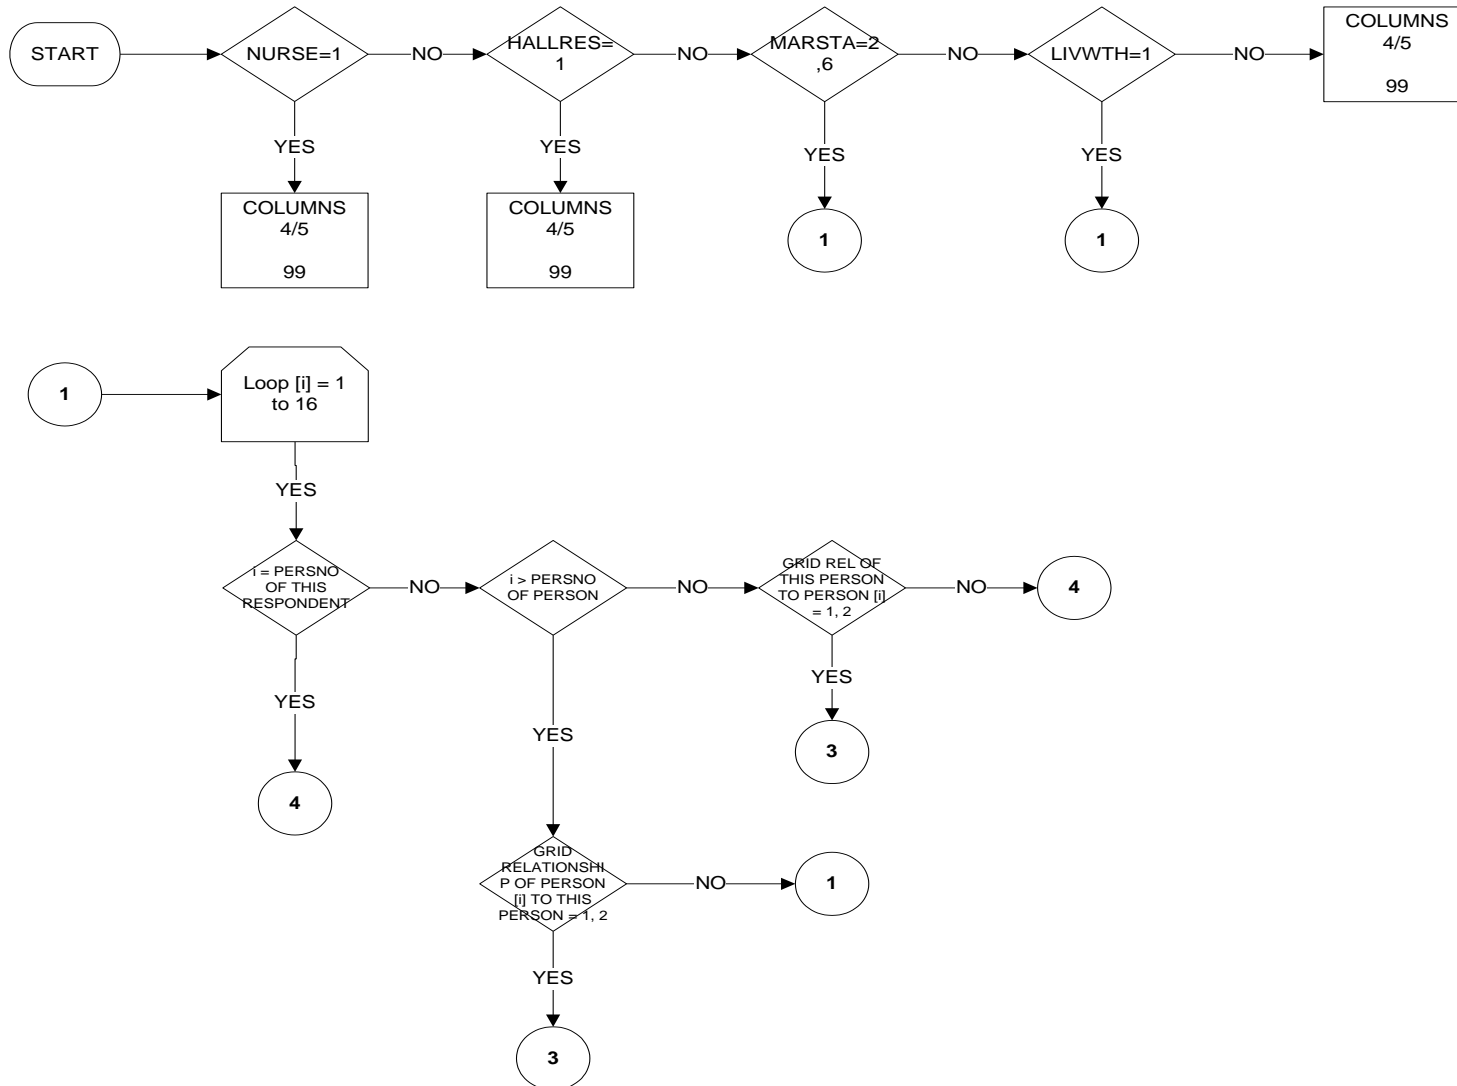 START
NURSE=1
NO
HALLRES=
1
NO
MARSTA=2
,6
NO
LIVWTH=1
NO
COLUMNS
4/5
99
YES
YES
YES
YES
COLUMNS
4/5
99
COLUMNS
4/5
99
1
1
1
Loop [i] = 1
to 16
YES
i = PERSNO
OF THIS
RESPONDENT
NO
i > PERSNO
OF PERSON
NO
GRID REL OF
THIS PERSON
TO PERSON [i]
= 1, 2
NO
4
YES
YES
YES
3
4
GRID
RELATIONSHI
P OF PERSON
[i] TO THIS
PERSON = 1, 2
NO
1
YES
3